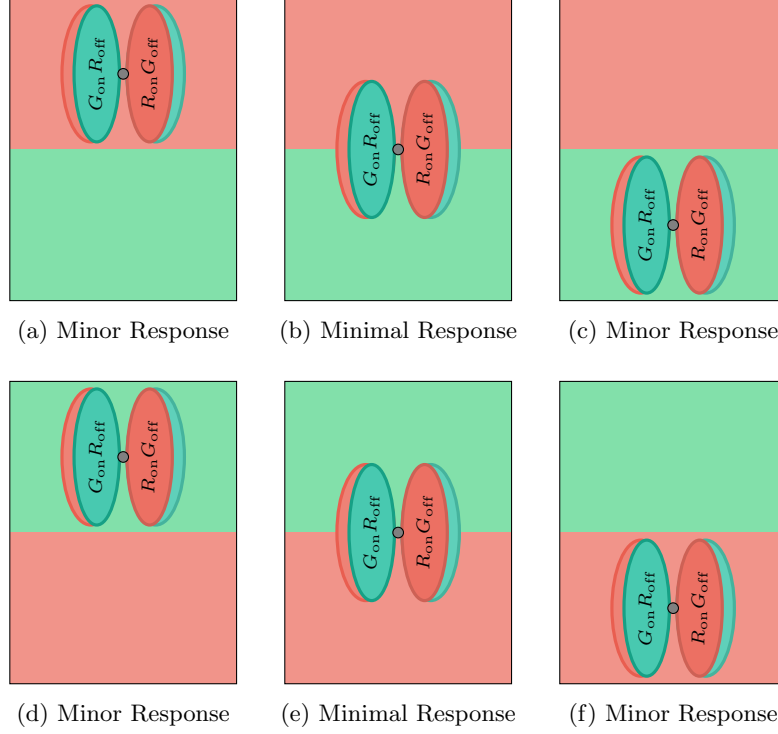 G_on R_off R_on G_off
G_on R_off R_on G_off
G_on R_off R_on G_off
(a) Minor Response
(b) Minimal Response
(c) Minor Response
G_on R_off R_on G_off
G_on R_off R_on G_off
G_on R_off R_on G_off
(d) Minor Response
(e) Minimal Response
(f) Minor Response